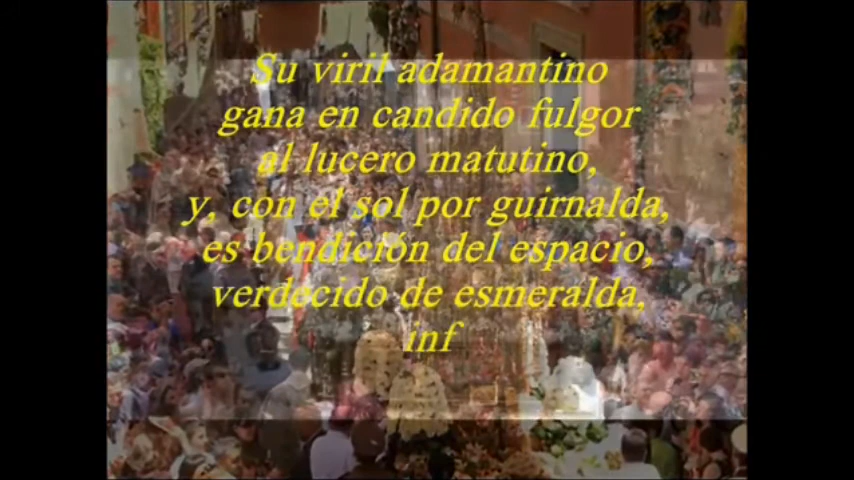 Su viril adamantino
gana en candido fulgor
al lucero matutino,
y, con el sol por guirnalda,
es bendición del espacio,
verdecido de esmeralda,
inf